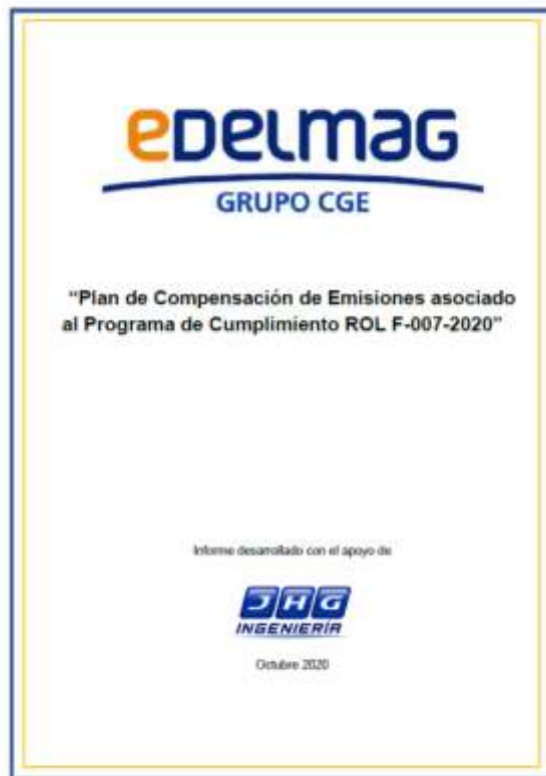 eDELMAG
GRUPO CGE
“Plan de Compensación de Emisiones asociado
al Programa de Cumplimiento ROL F-007-2020”
Informe desarrollado con el apoyo de
JHG
INGENIERÍA
Octubre 2020